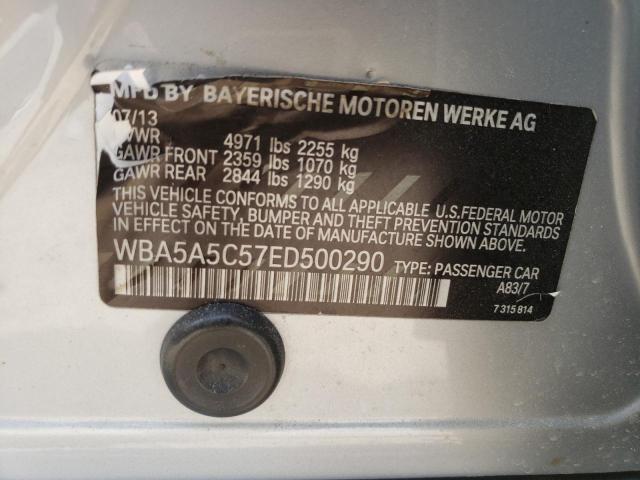 MFD BY BAYERISCHE MOTOREN WERKE AG
07/13
GVWR 4971 lbs 2255 kg
GAWR FRONT 2359 lbs 1070 kg
GAWR REAR 2844 lbs 1290 kg
THIS VEHICLE CONFORMS TO ALL APPLICABLE U.S.FEDERAL MOTOR
VEHICLE SAFETY, BUMPER AND THEFT PREVENTION STANDARDS
IN EFFECT ON THE DATE OF MANUFACTURE SHOWN ABOVE.
WBA5A5C57ED500290 TYPE: PASSENGER CAR
A83/7
7 315 814